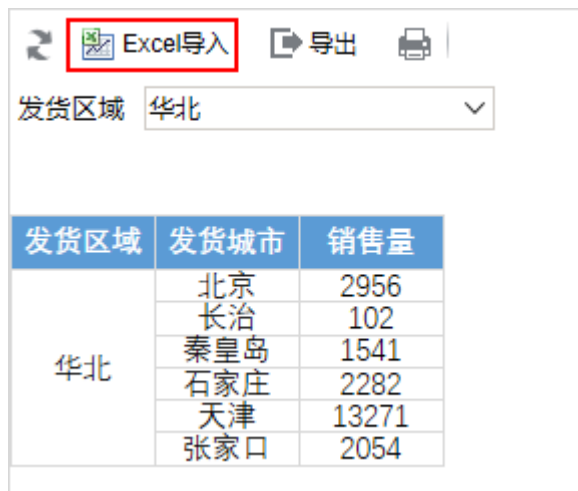 Excel导入 导出
发货区域 华北
发货区域 发货城市 销售量
北京 2956
长治 102
秦皇岛 1541
华北
石家庄 2282
天津 13271
张家口 2054